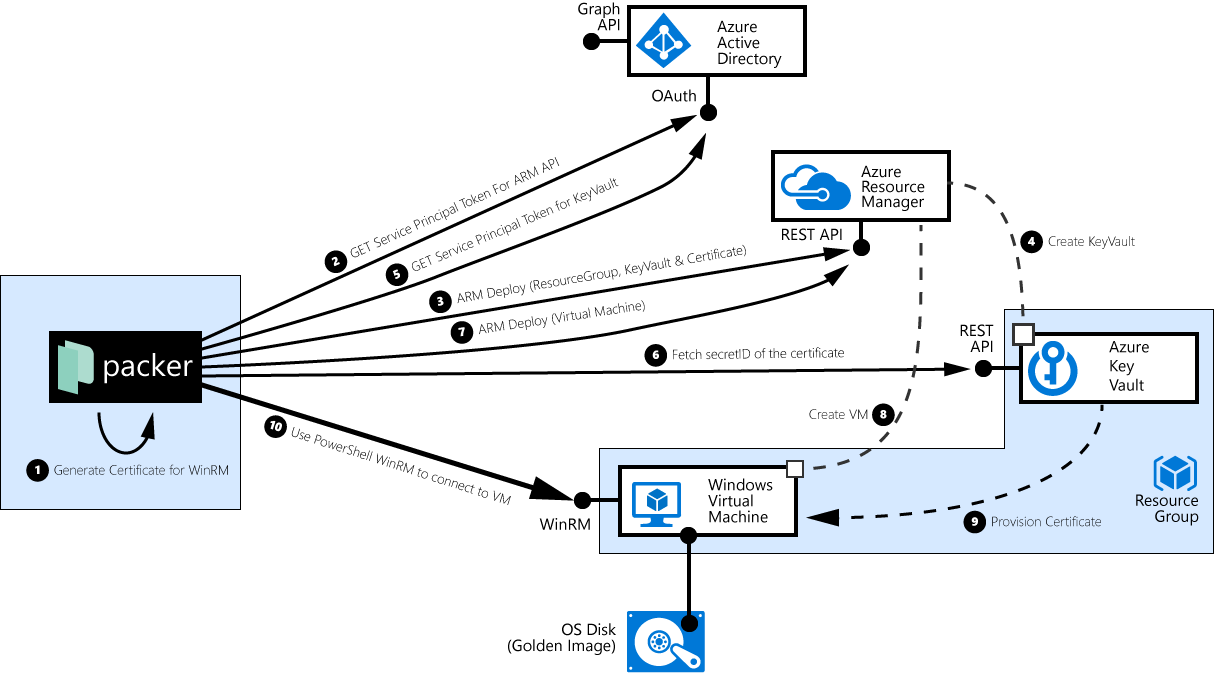 Graph
API
Azure
Active
Directory
OAuth
Azure
Resource
Manager
REST API
2 GET Service Principal Token For ARM API
5 GET Service Principal Token for KeyVault
4 Create KeyVault
3 ARM Deploy (ResourceGroup, KeyVault & Certificate)
7 ARM Deploy (Virtual Machine)
REST
API
Azure
Key
Vault
6 Fetch secretID of the certificate
packer
Create VM 8
10 Use PowerShell WinRM to connect to VM
1 Generate Certificate for WinRM
Windows
Virtual
Machine
WinRM
Resource
Group
9 Provision Certificate
OS Disk
(Golden Image)